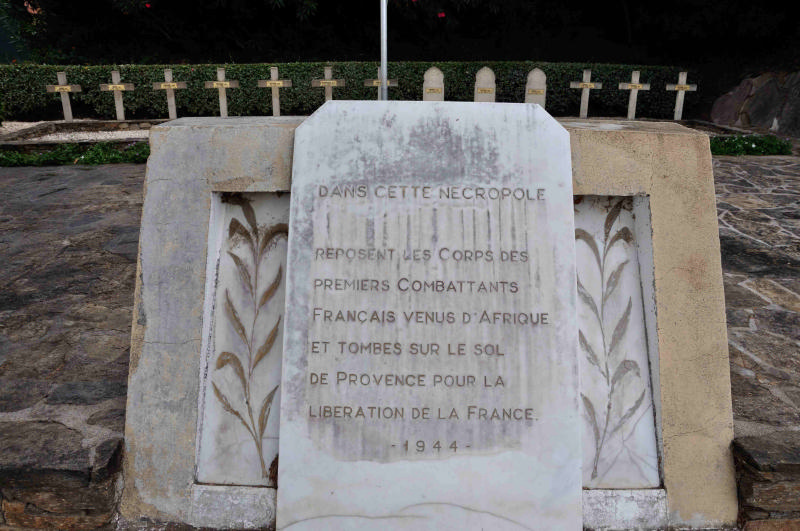 DANS CETTE NECROPOLE
REPOSENT LES CORPS DES
PREMIERS COMBATTANTS
FRANÇAIS VENUS D'AFRIQUE
ET TOMBES SUR LE SOL
DE PROVENCE POUR LA
LIBERATION DE LA FRANCE.
- 1944 -